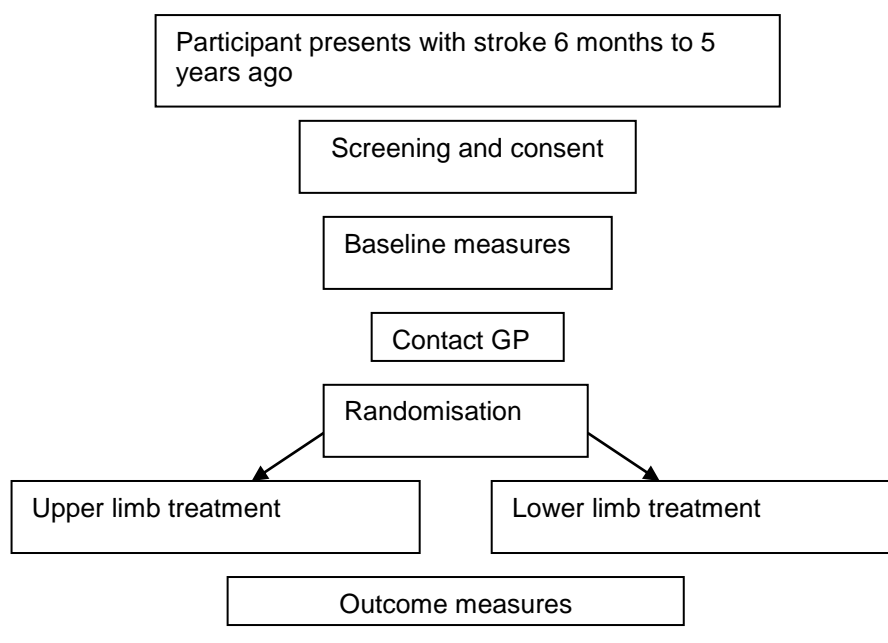 Participant presents with stroke 6 months to 5
years ago
Screening and consent
Baseline measures
Contact GP
Randomisation
Upper limb treatment
Lower limb treatment
Outcome measures